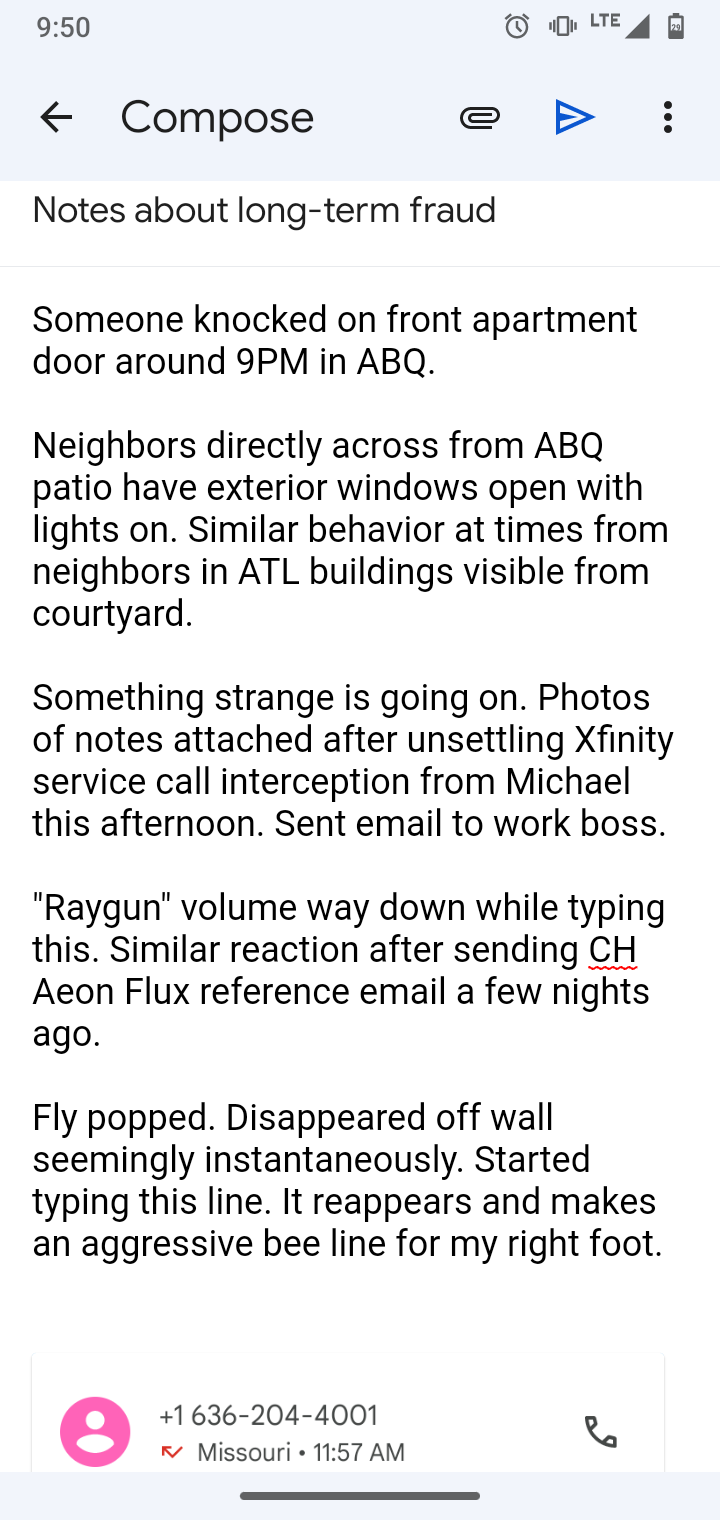 9:50
LTE
29
Compose
Notes about long-term fraud
Someone knocked on front apartment
door around 9PM in ABQ.
Neighbors directly across from ABQ
patio have exterior windows open with
lights on. Similar behavior at times from
neighbors in ATL buildings visible from
courtyard.
Something strange is going on. Photos
of notes attached after unsettling Xfinity
service call interception from Michael
this afternoon. Sent email to work boss.
"Raygun" volume way down while typing
this. Similar reaction after sending CH
Aeon Flux reference email a few nights
ago.
Fly popped. Disappeared off wall
seemingly instantaneously. Started
typing this line. It reappears and makes
an aggressive bee line for my right foot.
+1 636-204-4001
Missouri • 11:57 AM